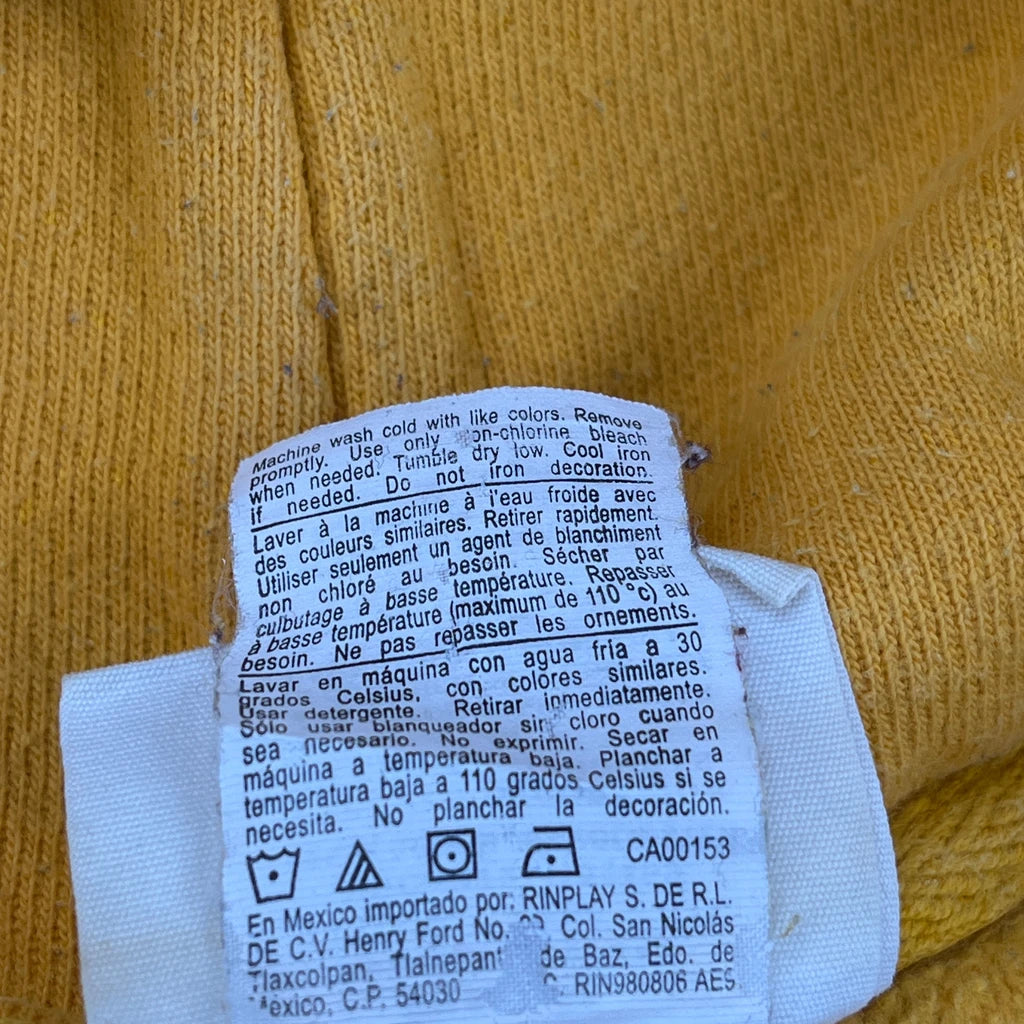 Machine wash cold with like colors. Remove
promptly. Use only on-chlorine bleach
when needed. Tumble dry low. Cool iron
if needed. Do not iron decoration.
Laver à la machine à l'eau froide avec
des couleurs similaires. Retirer rapidement.
Utiliser seulement un agent de blanchiment
non chloré au besoin. Sécher par
culbutage à basse température. Repasser
à basse température (maximum de 110 °c) au
besoin. Ne pas repasser les ornements.
Lavar en máquina con agua fria a 30
grados Celsius, con colores similares.
Usar detergente. Retirar inmediatamente.
Sólo usar blanqueador sin cloro cuando
sea necesario. No exprimir. Secar en
máquina a temperatura baja. Planchar a
temperatura baja a 110 grados Celsius si se
necesita. No planchar la decoración.
CA00153
En Mexico importado por: RINPLAY S. DE R.L.
DE C.V. Henry Ford No. Col. San Nicolás
Tlaxcolpan, Tlalnepant de Baz, Edo. de
México, C.P. 54030 C. RIN980806 AES